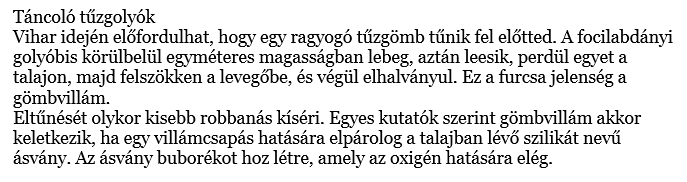 Táncoló tűzgolyók
Vihar idején előfordulhat, hogy egy ragyogó tűzgömb tűnik fel előtted. A focilabdányi
golyóbis körülbelül egyméteres magasságban lebeg, aztán leesik, perdül egyet a
talajon, majd felszökken a levegőbe, és végül elhalványul. Ez a furcsa jelenség a
gömbvillám.
Eltűnését olykor kisebb robbanás kíséri. Egyes kutatók szerint gömbvillám akkor
keletkezik, ha egy villámcsapás hatására elpárolog a talajban lévő szilikát nevű
ásvány. Az ásvány buborékot hoz létre, amely az oxigén hatására elég.